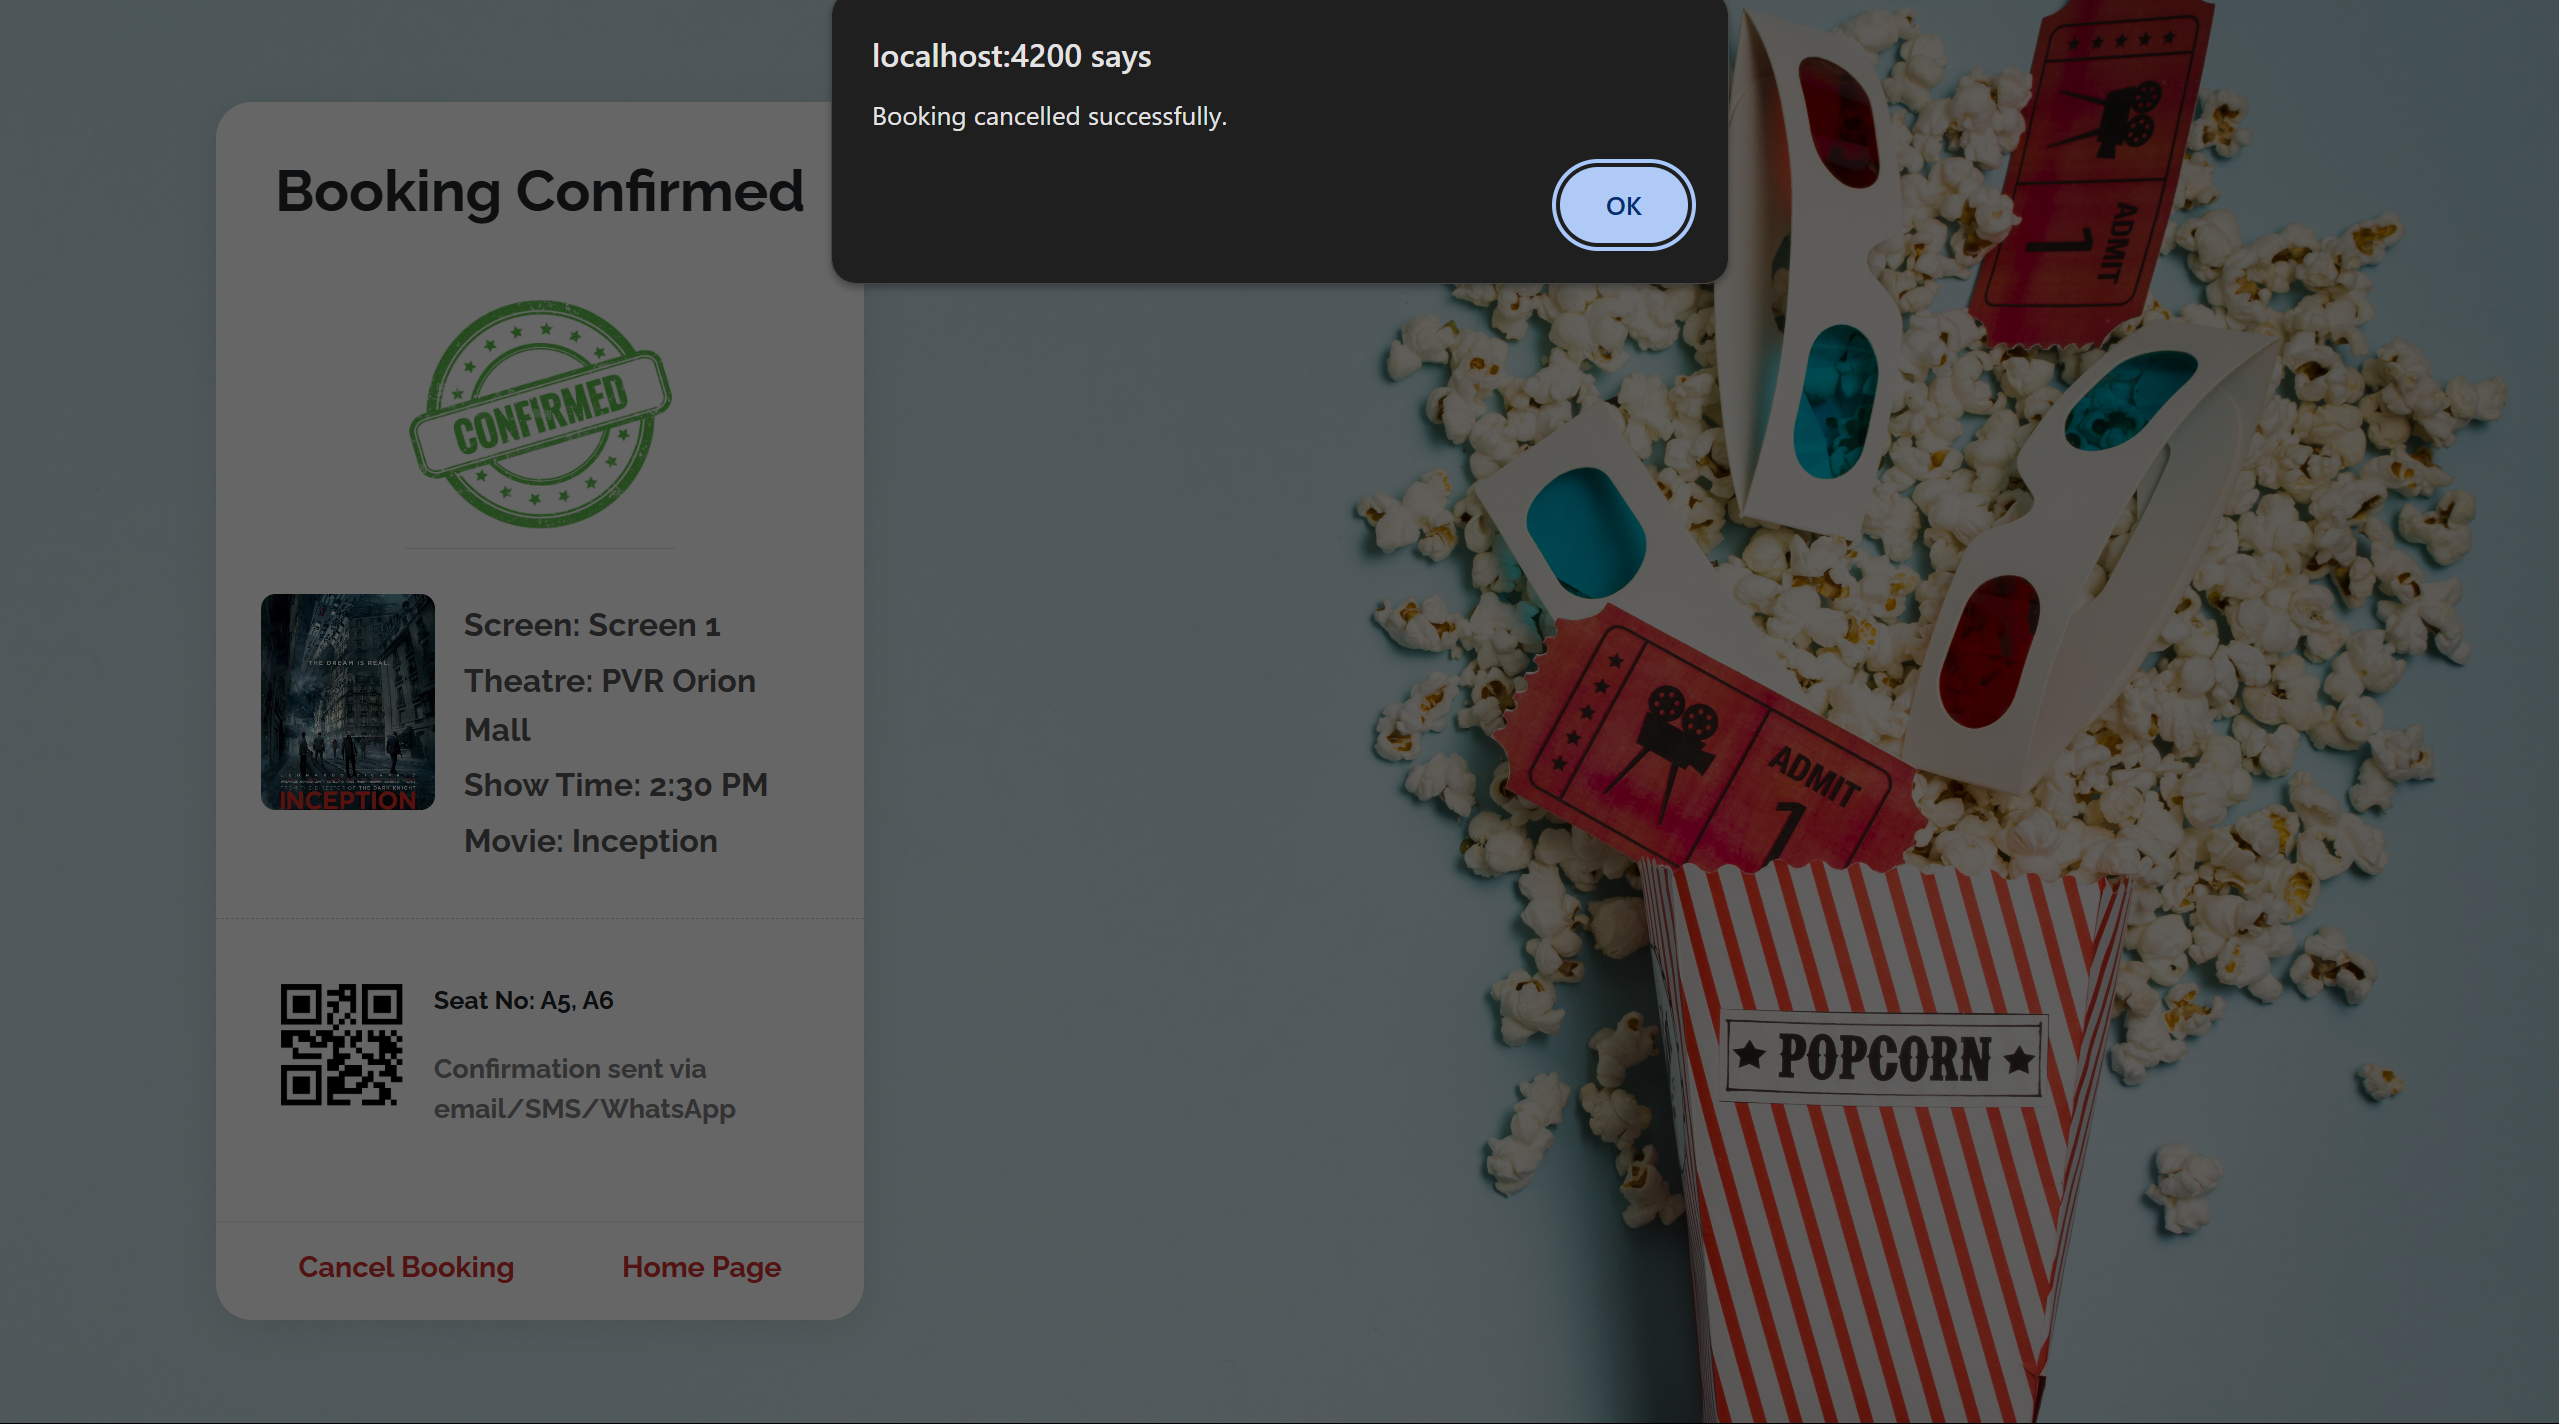 localhost:4200 says
Booking cancelled successfully.
OK
Booking Confirmed
CONFIRMED
THE DREAM IS REAL
INCEPTION
Screen: Screen 1
Theatre: PVR Orion
Mall
Show Time: 2:30 PM
Movie: Inception
Seat No: A5, A6
Confirmation sent via
email/SMS/WhatsApp
Cancel Booking
Home Page
ADMIT
1
ADMIT
1
POPCORN